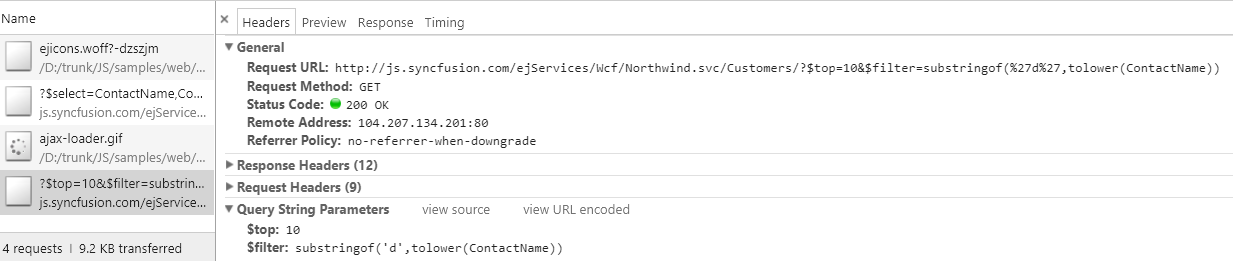 Name
ejicons.woff?-dzszjm
/D:/trunk/JS/samples/web/...
?$select=ContactName,Co...
js.syncfusion.com/ejService...
ajax-loader.gif
/D:/trunk/JS/samples/web/...
?$top=10&$filter=substrin...
js.syncfusion.com/ejService...
4 requests | 9.2 KB transferred
× Headers Preview Response Timing
▼ General
Request URL: http://js.syncfusion.com/ejServices/Wcf/Northwind.svc/Customers/?$top=10&$filter=substringof(%27d%27,tolower(ContactName))
Request Method: GET
Status Code: 200 OK
Remote Address: 104.207.134.201:80
Referrer Policy: no-referrer-when-downgrade
▶ Response Headers (12)
▶ Request Headers (9)
▼ Query String Parameters view source view URL encoded
$top: 10
$filter: substringof('d',tolower(ContactName))